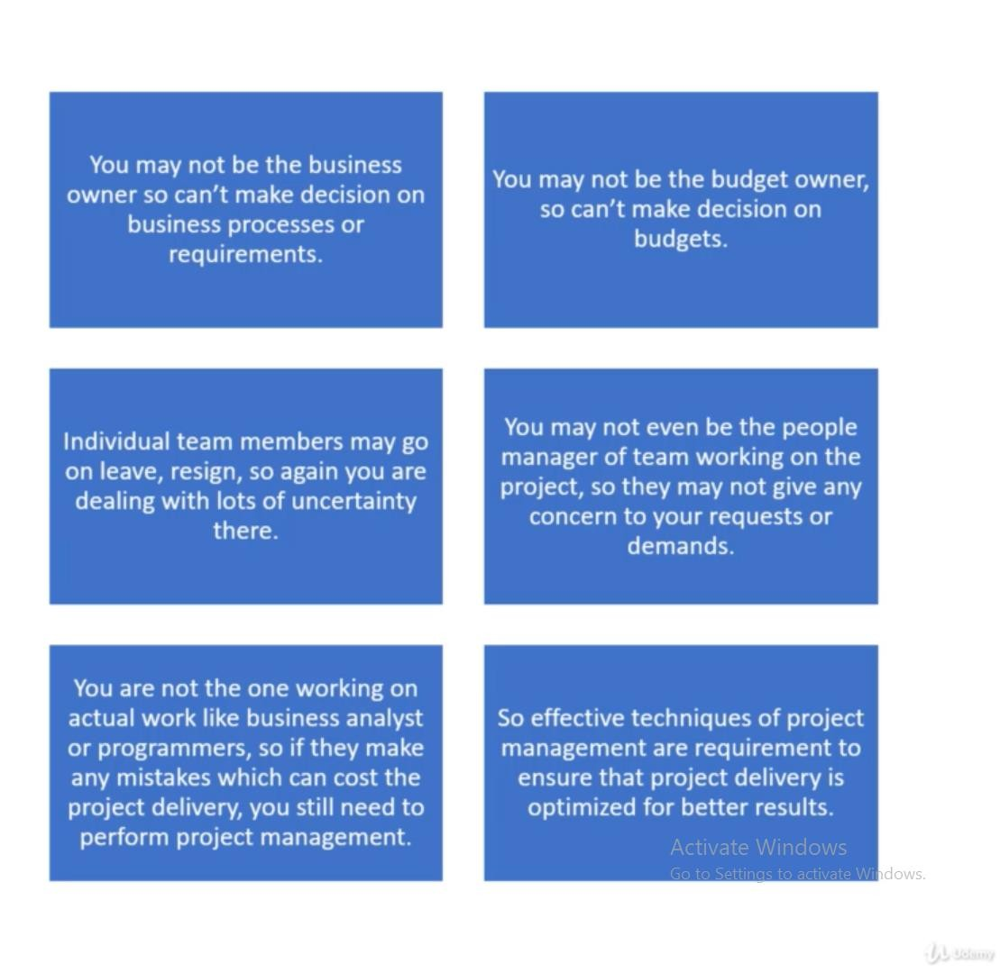 You may not be the business
owner so can't make decision on
business processes or
requirements.
You may not be the budget owner,
so can't make decision on
budgets.
Individual team members may go
on leave, resign, so again you are
dealing with lots of uncertainty
there.
You may not even be the people
manager of team working on the
project, so they may not give any
concern to your requests or
demands.
You are not the one working on
actual work like business analyst
or programmers, so if they make
any mistakes which can cost the
project delivery, you still need to
perform project management.
So effective techniques of project
management are requirement to
ensure that project delivery is
optimized for better results.
Activate Windows
Go to Settings to activate Windows.
Udemy